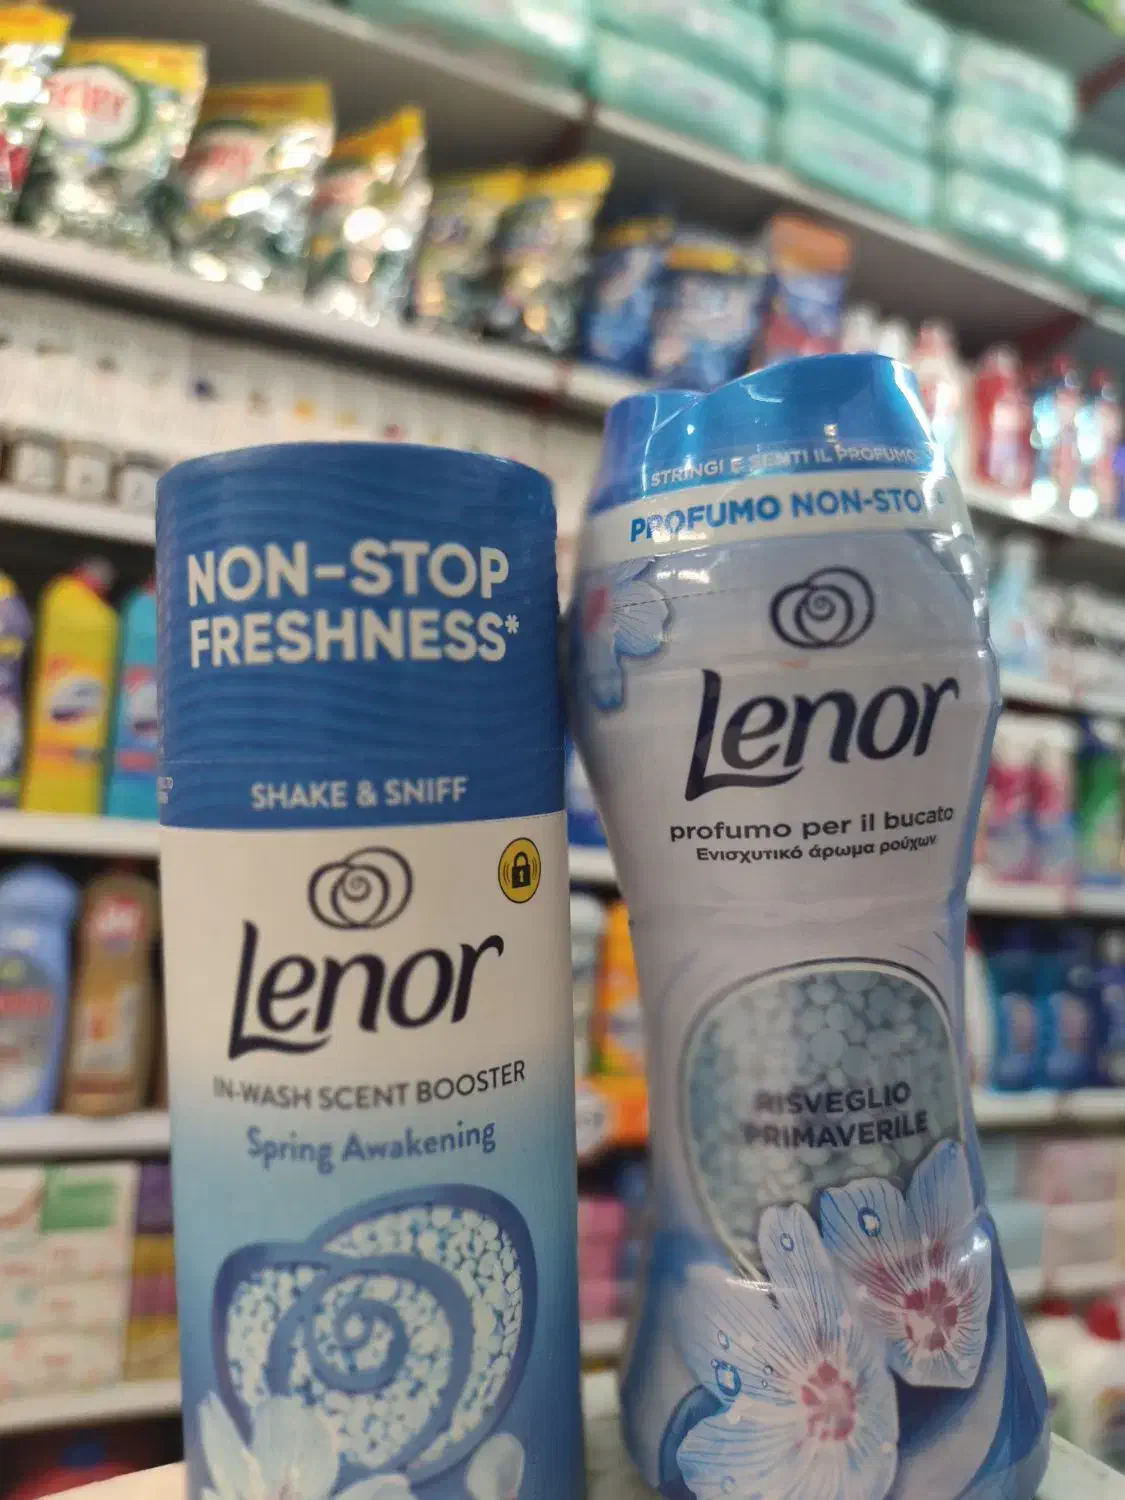 NON-STOP
FRESHNESS*
SHAKE & SNIFF
Lenor
IN-WASH SCENT BOOSTER
Spring Awakening
STRINGI E SENTI IL PROFUMO
PROFUMO NON-STOP
Lenor
profumo per il bucato
Ενισχυτικό άρωμα ρούχων
RISVEGLIO
PRIMAVERILE